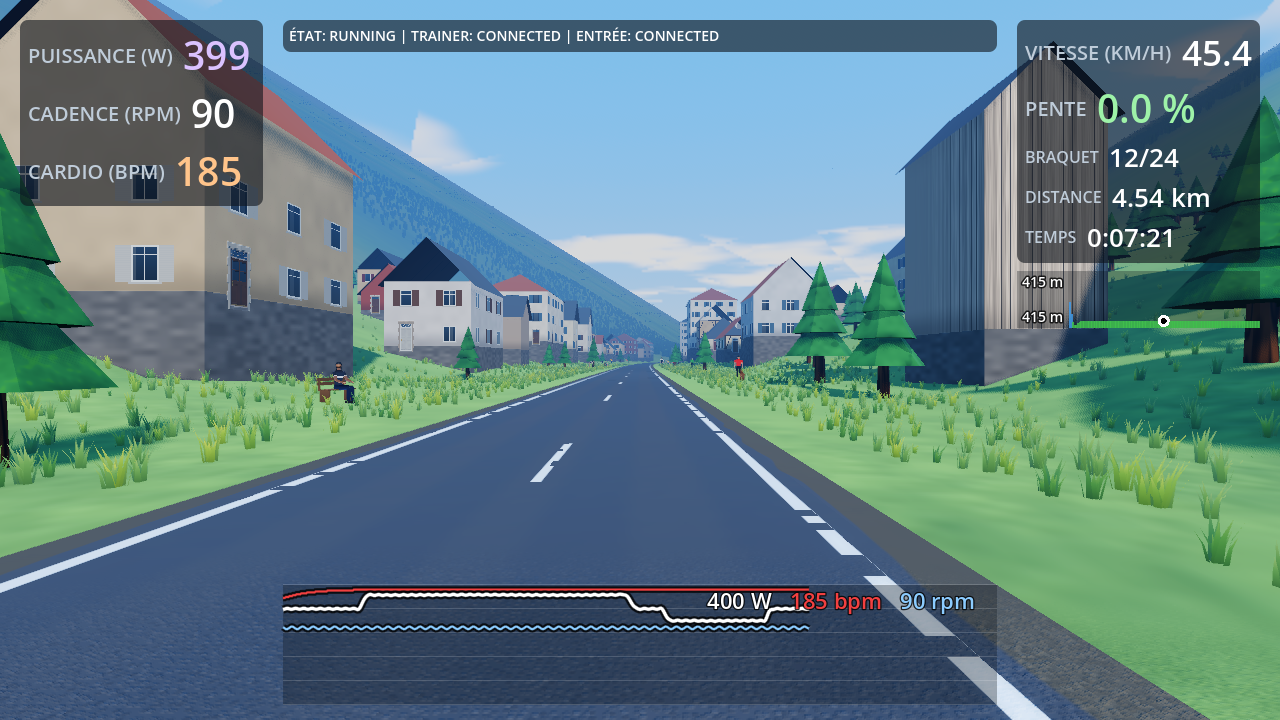 PUISSANCE (W) 399
CADENCE (RPM) 90
CARDIO (BPM) 185
ÉTAT: RUNNING | TRAINER: CONNECTED | ENTRÉE: CONNECTED
VITESSE (KM/H) 45.4
PENTE 0.0 %
BRAQUET 12/24
DISTANCE 4.54 km
TEMPS 0:07:21
415 m
415 m
400 W 185 bpm 90 rpm